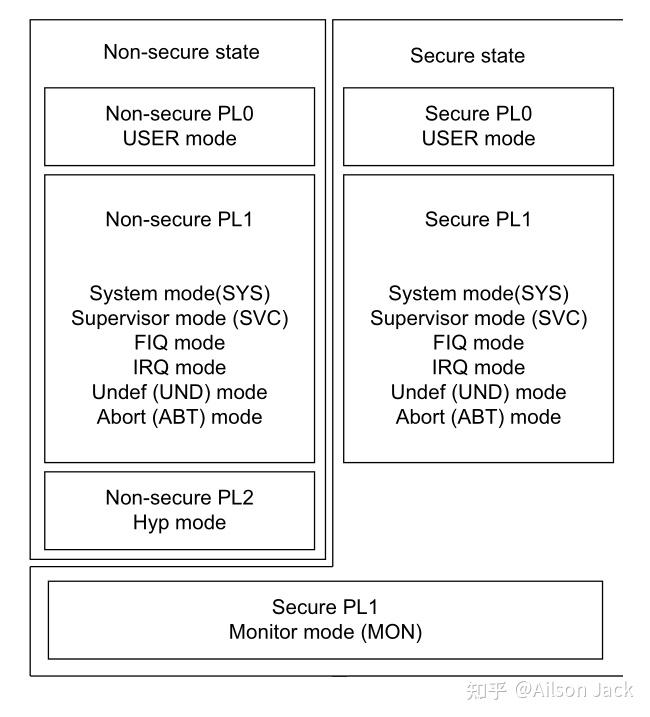 Non-secure state
Non-secure PL0
USER mode
Non-secure PL1
System mode(SYS)
Supervisor mode (SVC)
FIQ mode
IRQ mode
Undef (UND) mode
Abort (ABT) mode
Non-secure PL2
Hyp mode
Secure state
Secure PL0
USER mode
Secure PL1
System mode(SYS)
Supervisor mode (SVC)
FIQ mode
IRQ mode
Undef (UND) mode
Abort (ABT) mode
Secure PL1
Monitor mode (MON)
知乎 @Ailson Jack